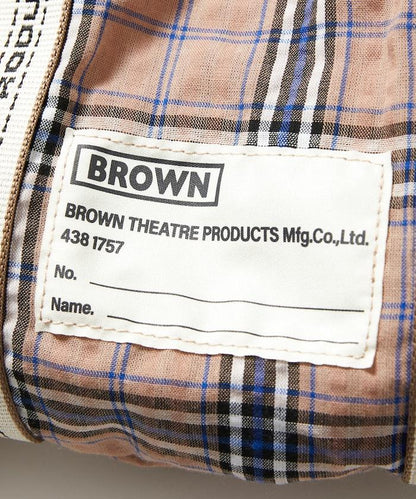 BROWN
BROWN THEATRE PRODUCTS Mfg.Co.,Ltd.
438 1757
No.
Name.